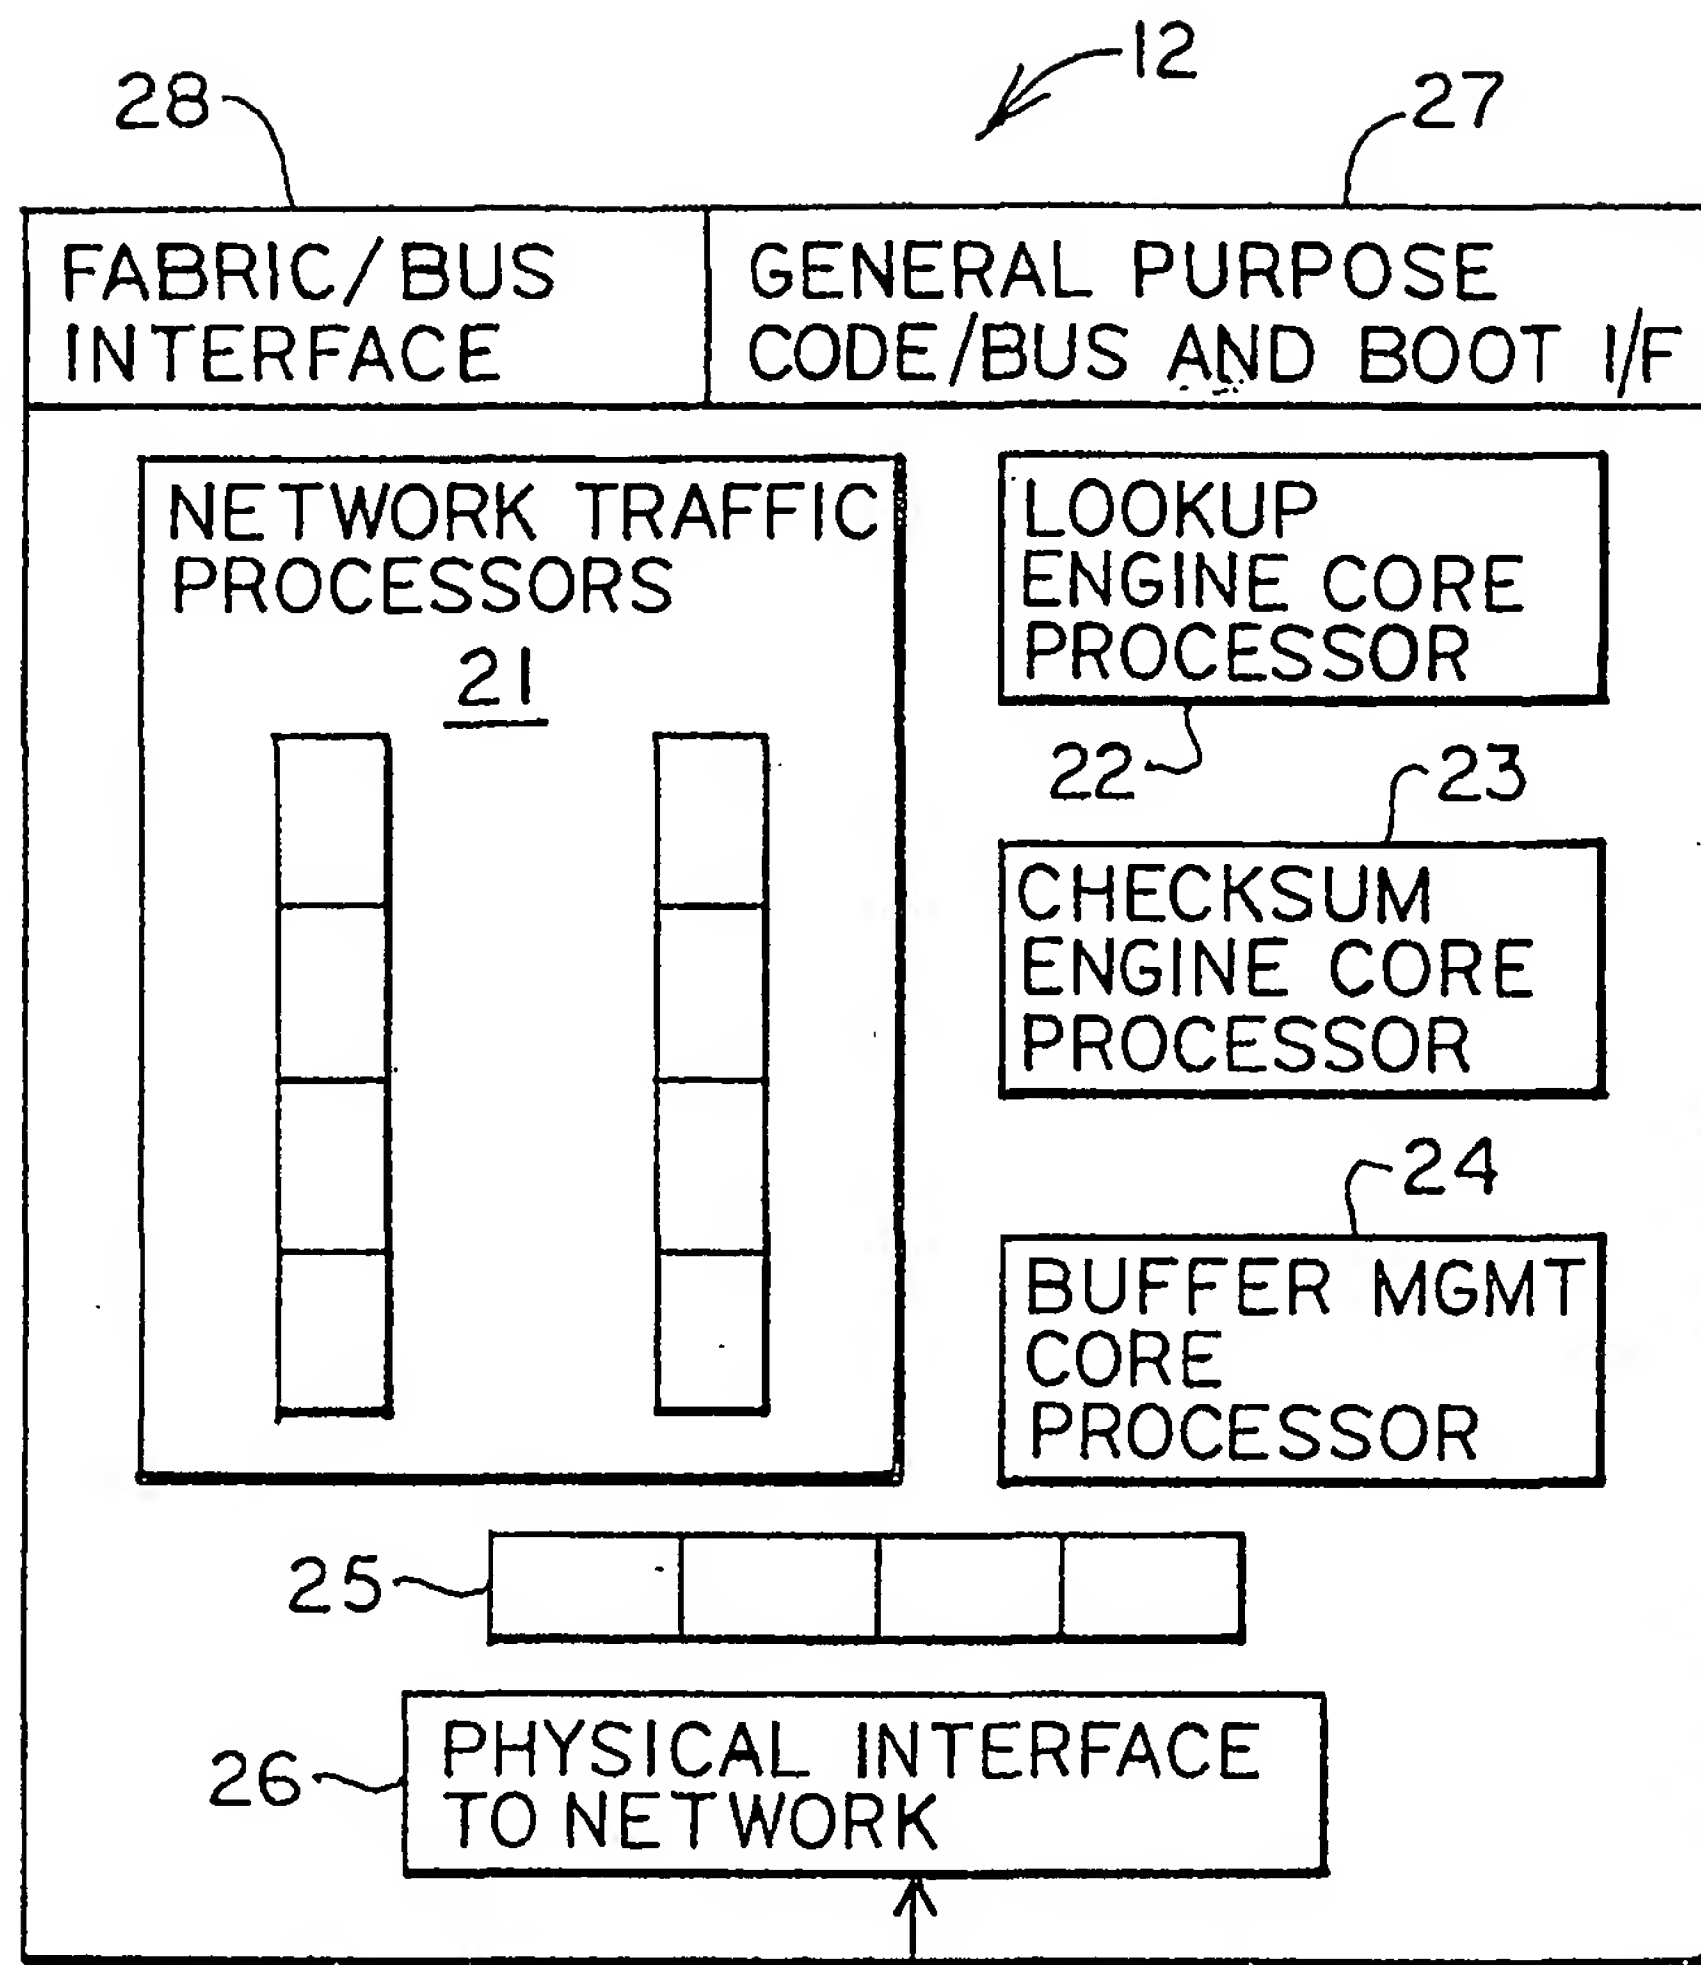 12
28
27
FABRIC/BUS
INTERFACE
GENERAL PURPOSE
CODE/BUS AND BOOT I/F
NETWORK TRAFFIC
PROCESSORS
21
LOOKUP
ENGINE CORE
PROCESSOR
22
23
CHECKSUM
ENGINE CORE
PROCESSOR
24
BUFFER MGMT
CORE
PROCESSOR
25
26
PHYSICAL INTERFACE
TO NETWORK